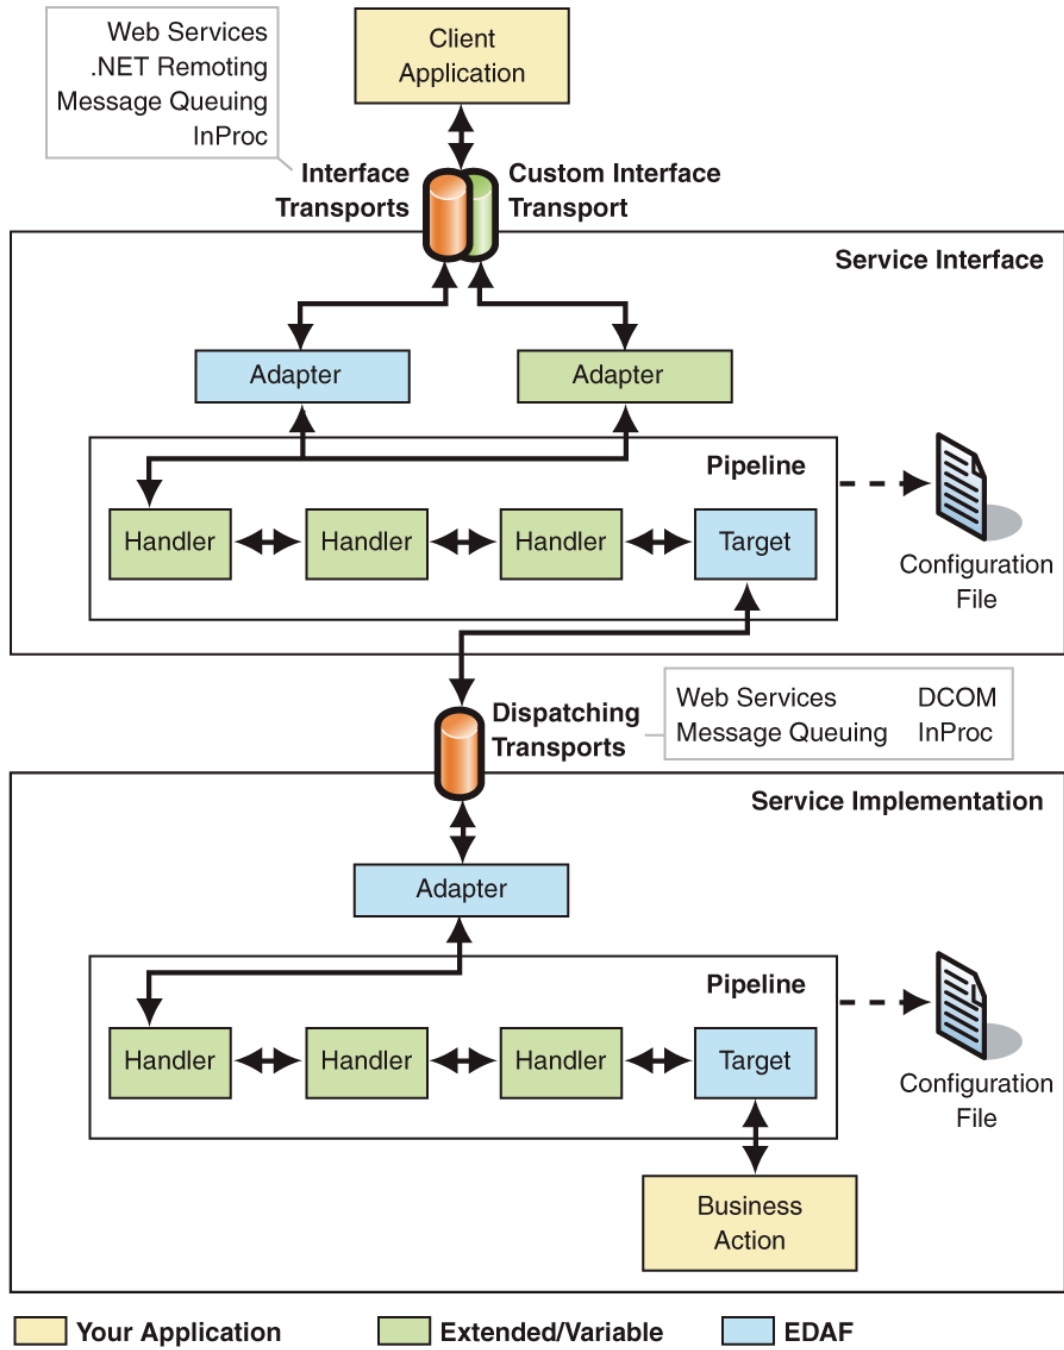 Web Services
.NET Remoting
Message Queuing
InProc
Client
Application
Interface
Transports
Custom Interface
Transport
Service Interface
Adapter
Adapter
Pipeline
Handler
Handler
Handler
Target
Configuration
File
Dispatching
Transports
Web Services DCOM
Message Queuing InProc
Service Implementation
Adapter
Pipeline
Handler
Handler
Handler
Target
Configuration
File
Business
Action
Your Application
Extended/Variable
EDAF